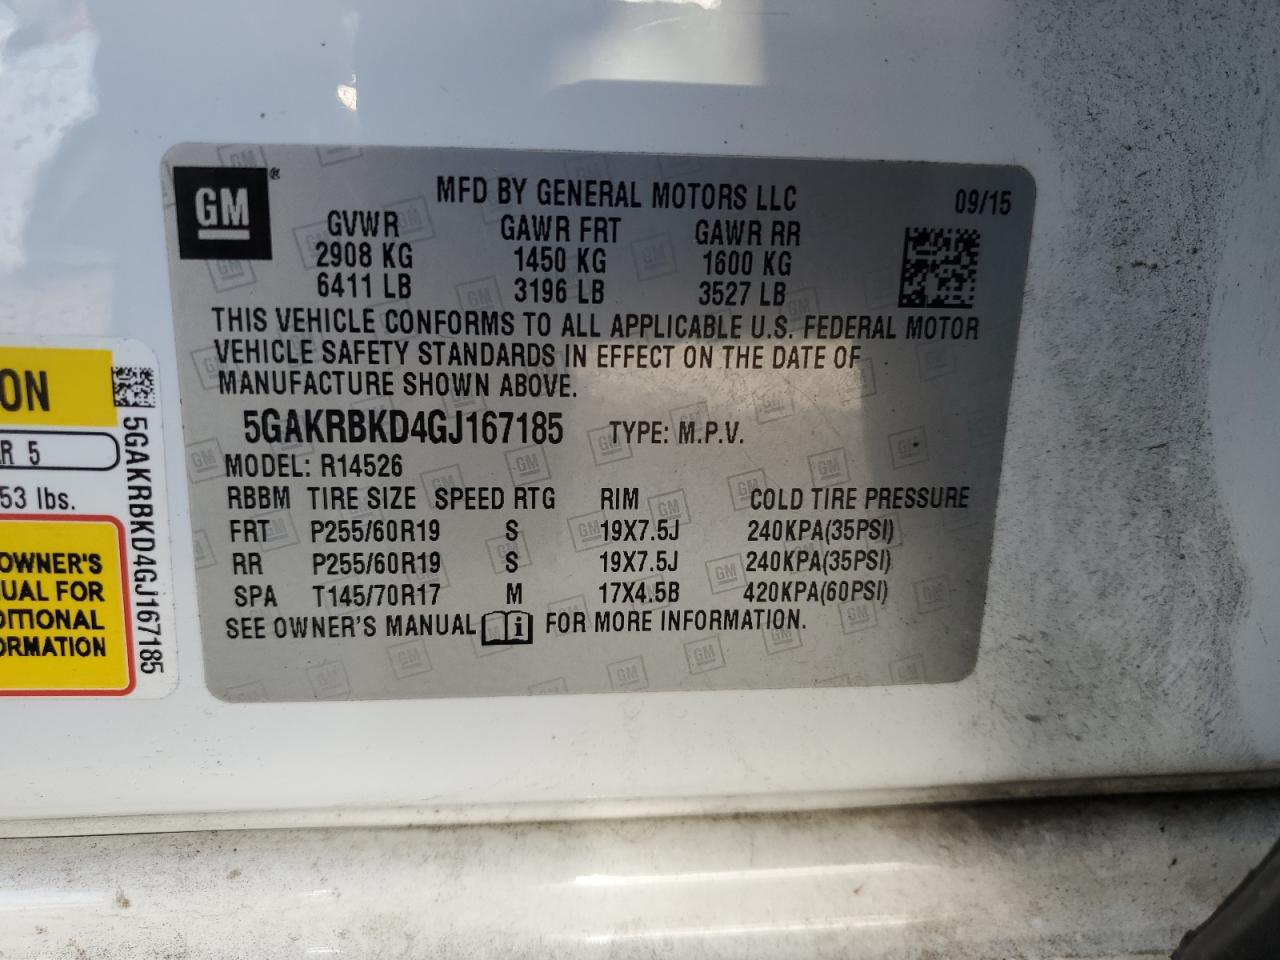 GM®
MFD BY GENERAL MOTORS LLC 09/15
GVWR GAWR FRT GAWR RR
2908 KG 1450 KG 1600 KG
6411 LB 3196 LB 3527 LB
THIS VEHICLE CONFORMS TO ALL APPLICABLE U.S. FEDERAL MOTOR
VEHICLE SAFETY STANDARDS IN EFFECT ON THE DATE OF
MANUFACTURE SHOWN ABOVE.
5GAKRBKD4GJ167185 TYPE: M.P.V.
MODEL: R14526
RBBM TIRE SIZE SPEED RTG RIM COLD TIRE PRESSURE
FRT P255/60R19 S 19X7.5J 240KPA(35PSI)
RR P255/60R19 S 19X7.5J 240KPA(35PSI)
SPA T145/70R17 M 17X4.5B 420KPA(60PSI)
SEE OWNER'S MANUAL i FOR MORE INFORMATION.
ON
R 5
53 lbs.
OWNER'S
UAL FOR
DITIONAL
ORMATION
5GAKRBKD4GJ167185